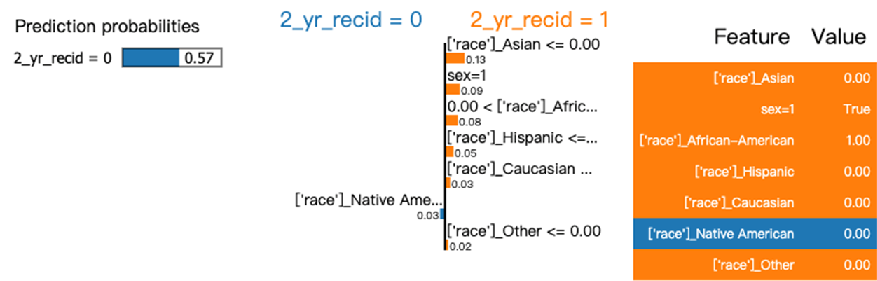 Prediction probabilities
2_yr_recid = 0
0.57
2_yr_recid = 0
2_yr_recid = 1
['race']_Asian <= 0.00
0.13
sex=1
0.09
0.00 < ['race']_Afric...
0.08
['race']_Hispanic <=...
0.05
['race']_Caucasian ...
0.03
['race']_Native Ame...
0.03
['race']_Other <= 0.00
0.02
Feature Value
['race']_Asian 0.00
sex=1 True
['race']_African-American 1.00
['race']_Hispanic 0.00
['race']_Caucasian 0.00
['race']_Native American 0.00
['race']_Other 0.00